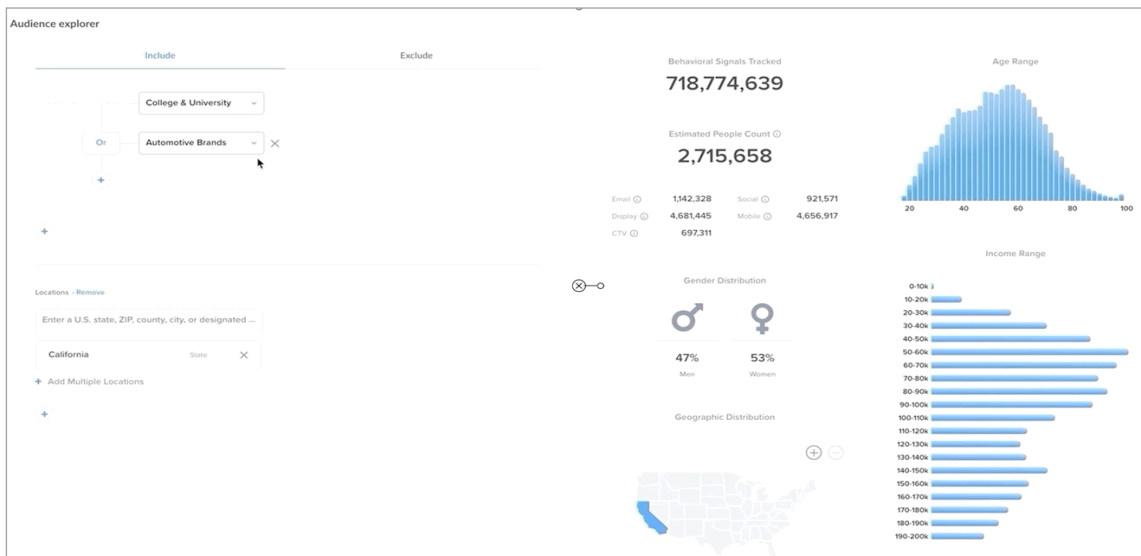 Audience explorer
Include
Exclude
College & University
Or
Automotive Brands
Locations - Remove
Enter a U.S. state, ZIP, county, city, or designated ...
California
State
Add Multiple Locations
Behavioral Signals Tracked
718,774,639
Estimated People Count
2,715,658
Email 1,142,328 Social 921,571
Display 4,681,445 Mobile 4,656,917
CTV 697,311
Gender Distribution
47% 53%
Men Women
Geographic Distribution
Age Range
20 40 60 80 100
Income Range
0-10k
10-20k
20-30k
30-40k
40-50k
50-60k
60-70k
70-80k
80-90k
90-100k
100-110k
110-120k
120-130k
130-140k
140-150k
150-160k
160-170k
170-180k
180-190k
190-200k